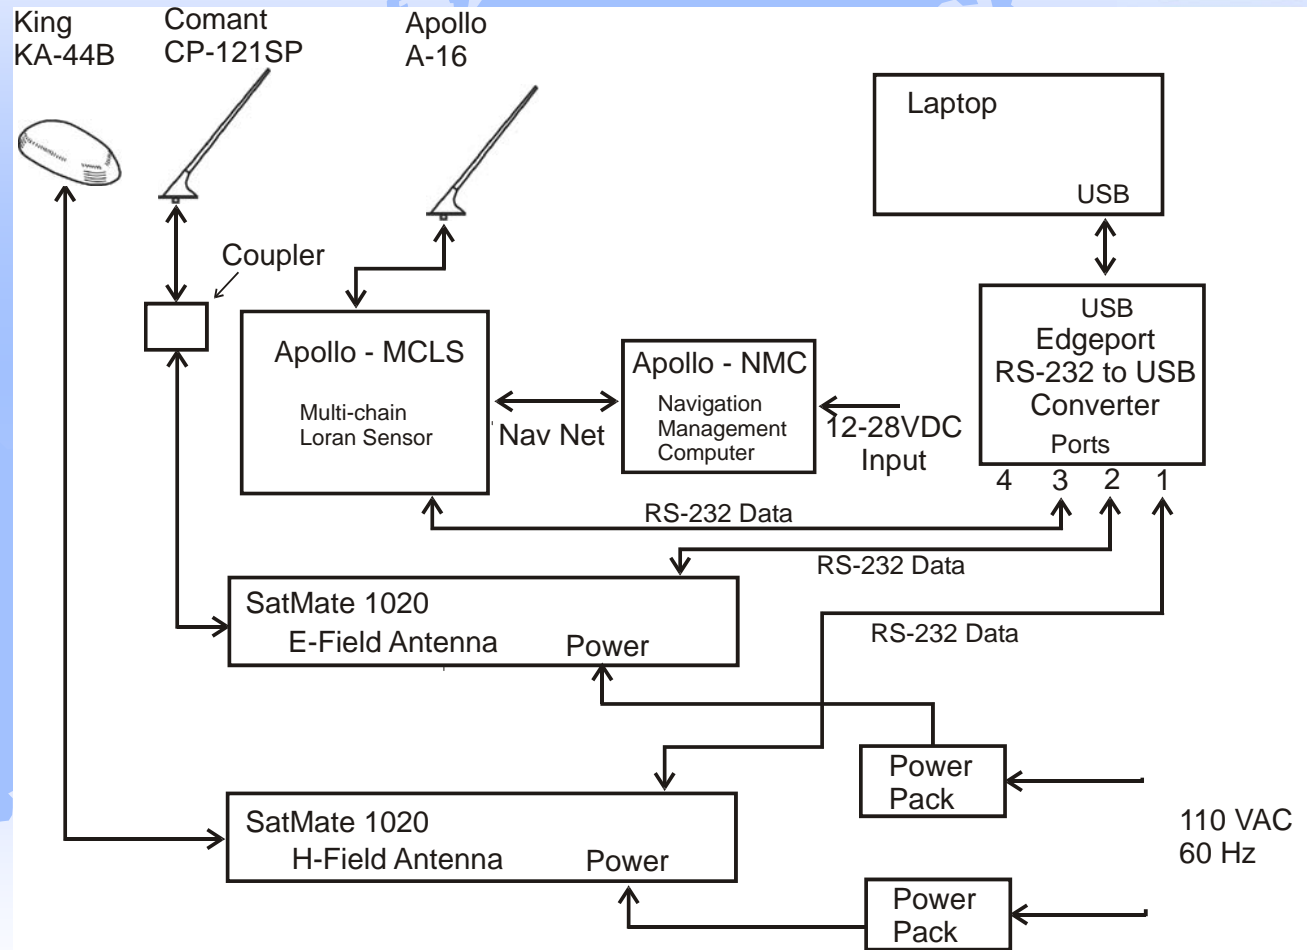 King
KA-44B
Comant
CP-121SP
Apollo
A-16
Laptop
USB
Coupler
USB
Edgeport
RS-232 to USB
Converter
Ports
4 3 2 1
Apollo - MCLS
Multi-chain
Loran Sensor
Nav Net
Apollo - NMC
Navigation
Management
Computer
12-28VDC
Input
RS-232 Data
RS-232 Data
RS-232 Data
SatMate 1020
E-Field Antenna
Power
Power
Pack
SatMate 1020
H-Field Antenna
Power
110 VAC
60 Hz
Power
Pack